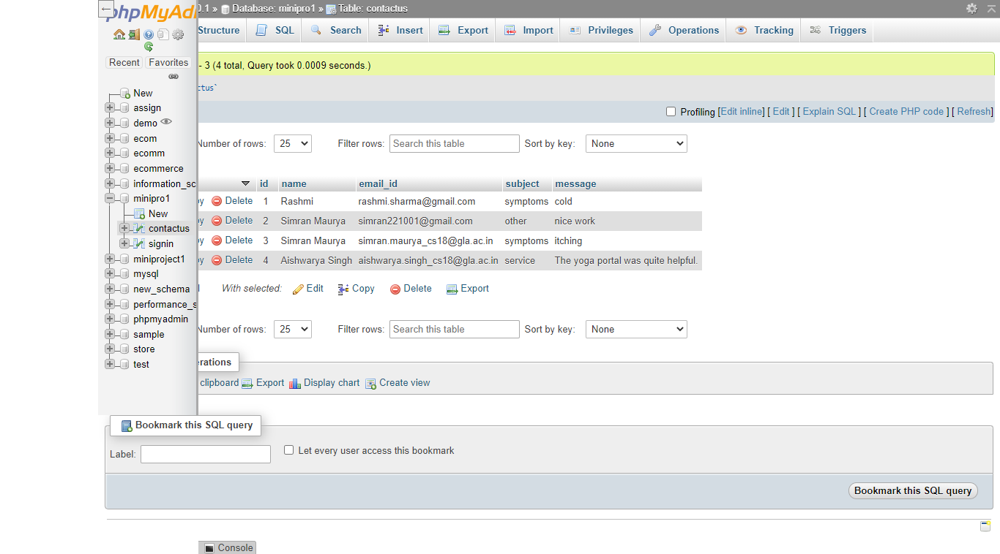 phpMyAd
0.1 » Database: minipro1 » Table: contactus
Structure SQL Search Insert Export Import Privileges Operations Tracking Triggers
Recent Favorites
New
assign
demo
ecom
ecomm
ecommerce
information_sc
minipro1
New
contactus
signin
miniproject1
mysql
new_schema
performance_s
phpmyadmin
sample
store
test
- 3 (4 total, Query took 0.0009 seconds.)
ctus`
Profiling [Edit inline] [ Edit ] [ Explain SQL ] [ Create PHP code ] [ Refresh]
Number of rows: 25 Filter rows: Search this table Sort by key: None
id name email_id subject message
py Delete 1 Rashmi rashmi.sharma@gmail.com symptoms cold
py Delete 2 Simran Maurya simran221001@gmail.com other nice work
py Delete 3 Simran Maurya simran.maurya_cs18@gla.ac.in symptoms itching
py Delete 4 Aishwarya Singh aishwarya.singh_cs18@gla.ac.in service The yoga portal was quite helpful.
With selected: Edit Copy Delete Export
Number of rows: 25 Filter rows: Search this table Sort by key: None
erations
clipboard Export Display chart Create view
Bookmark this SQL query
Label: Let every user access this bookmark
Bookmark this SQL query
Console